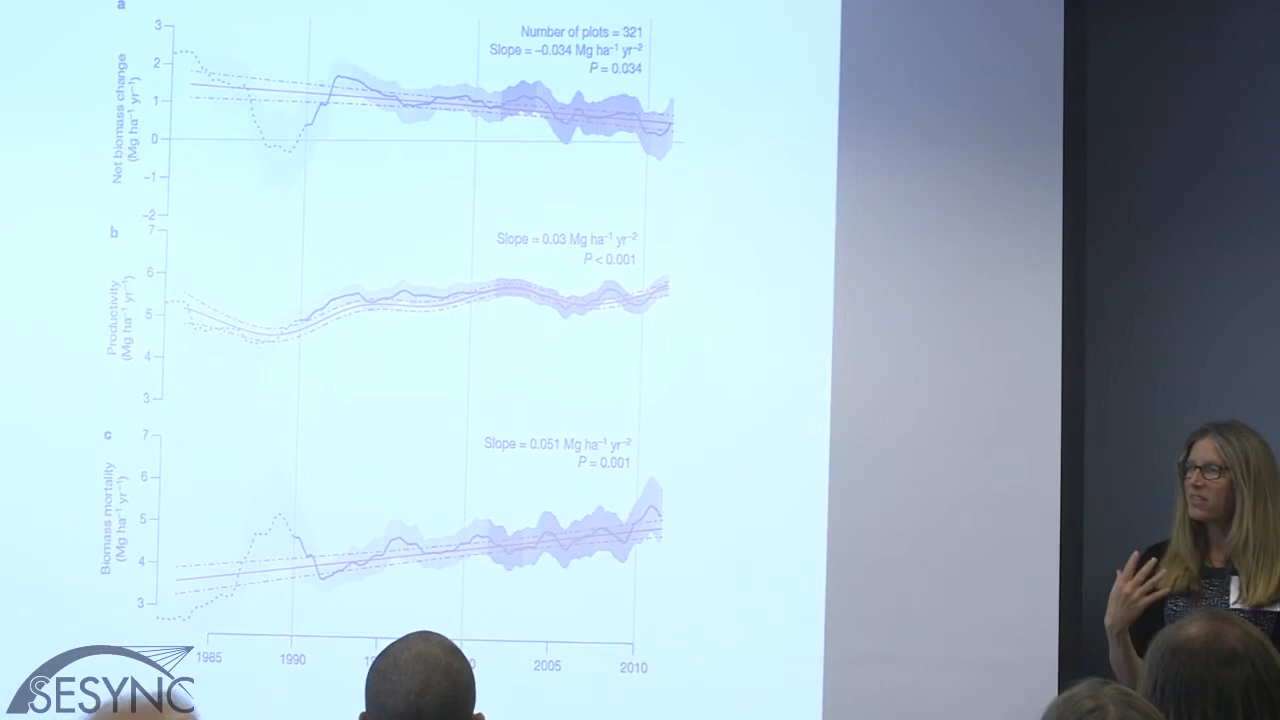 a
3
2
1
0
−1
−2
Net biomass change
(Mg ha⁻¹ yr⁻¹)
Number of plots = 321
Slope = −0.034 Mg ha⁻¹ yr⁻²
P = 0.034
b
7
6
5
4
3
Productivity
(Mg ha⁻¹ yr⁻¹)
Slope = 0.03 Mg ha⁻¹ yr⁻²
P < 0.001
c
7
6
5
4
3
Biomass mortality
(Mg ha⁻¹ yr⁻¹)
Slope = 0.051 Mg ha⁻¹ yr⁻²
P = 0.001
1985
1990
2005
2010
SESYNC